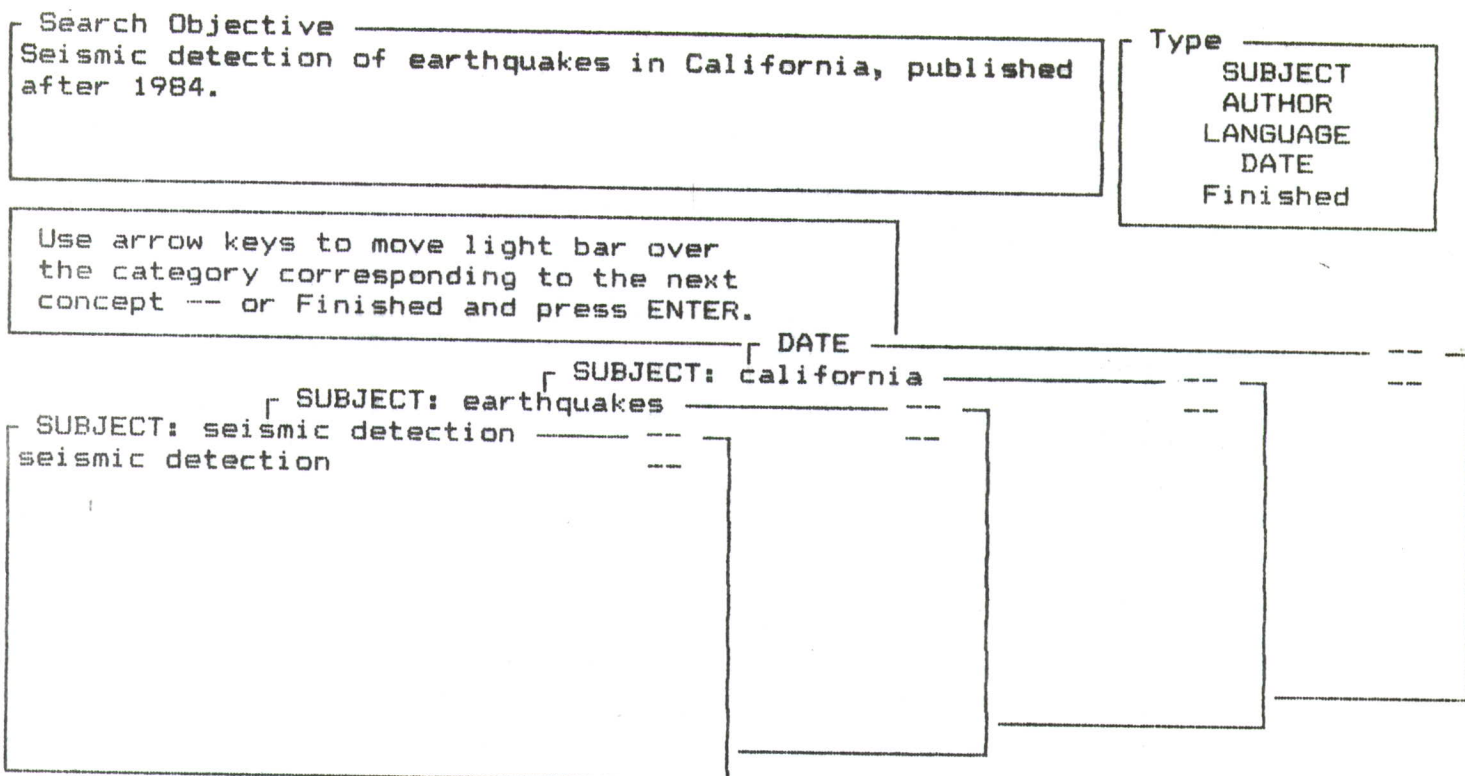 Search Objective
Seismic detection of earthquakes in California, published
after 1984.
Type
SUBJECT
AUTHOR
LANGUAGE
DATE
Finished
Use arrow keys to move light bar over
the category corresponding to the next
concept -- or Finished and press ENTER.
DATE -- --
SUBJECT: california -- --
SUBJECT: earthquakes -- --
SUBJECT: seismic detection -- --
seismic detection --